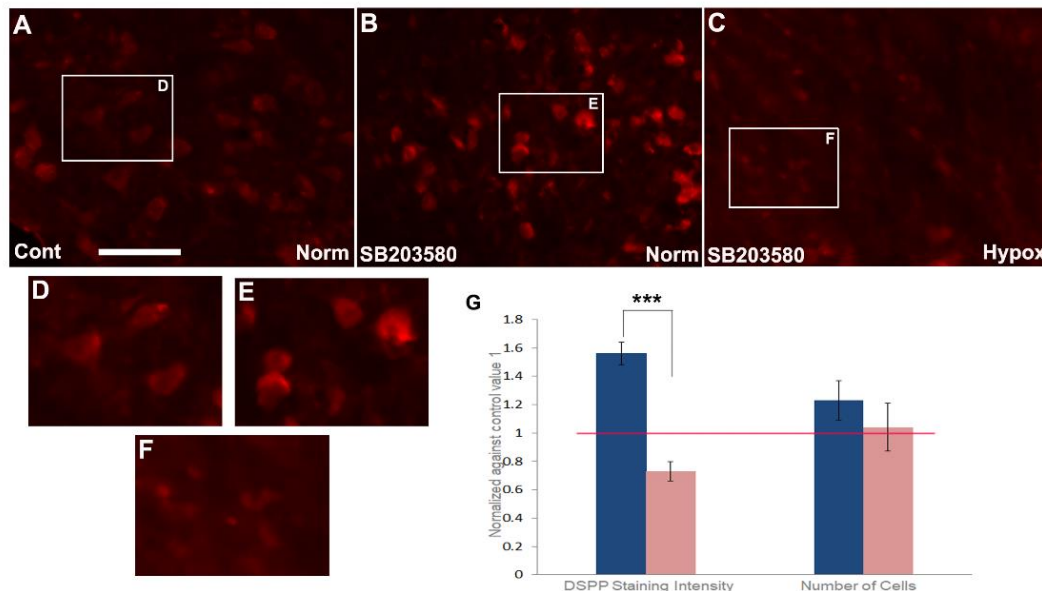 A
B
C
D
E
F
Cont
Norm
SB203580
Norm
SB203580
Hypox
D
E
F
G
***
Nornalized against control value 1
1.8
1.6
1.4
1.2
1
0.8
0.6
0.4
0.2
0
DSPP Staining Intensity
Number of Cells